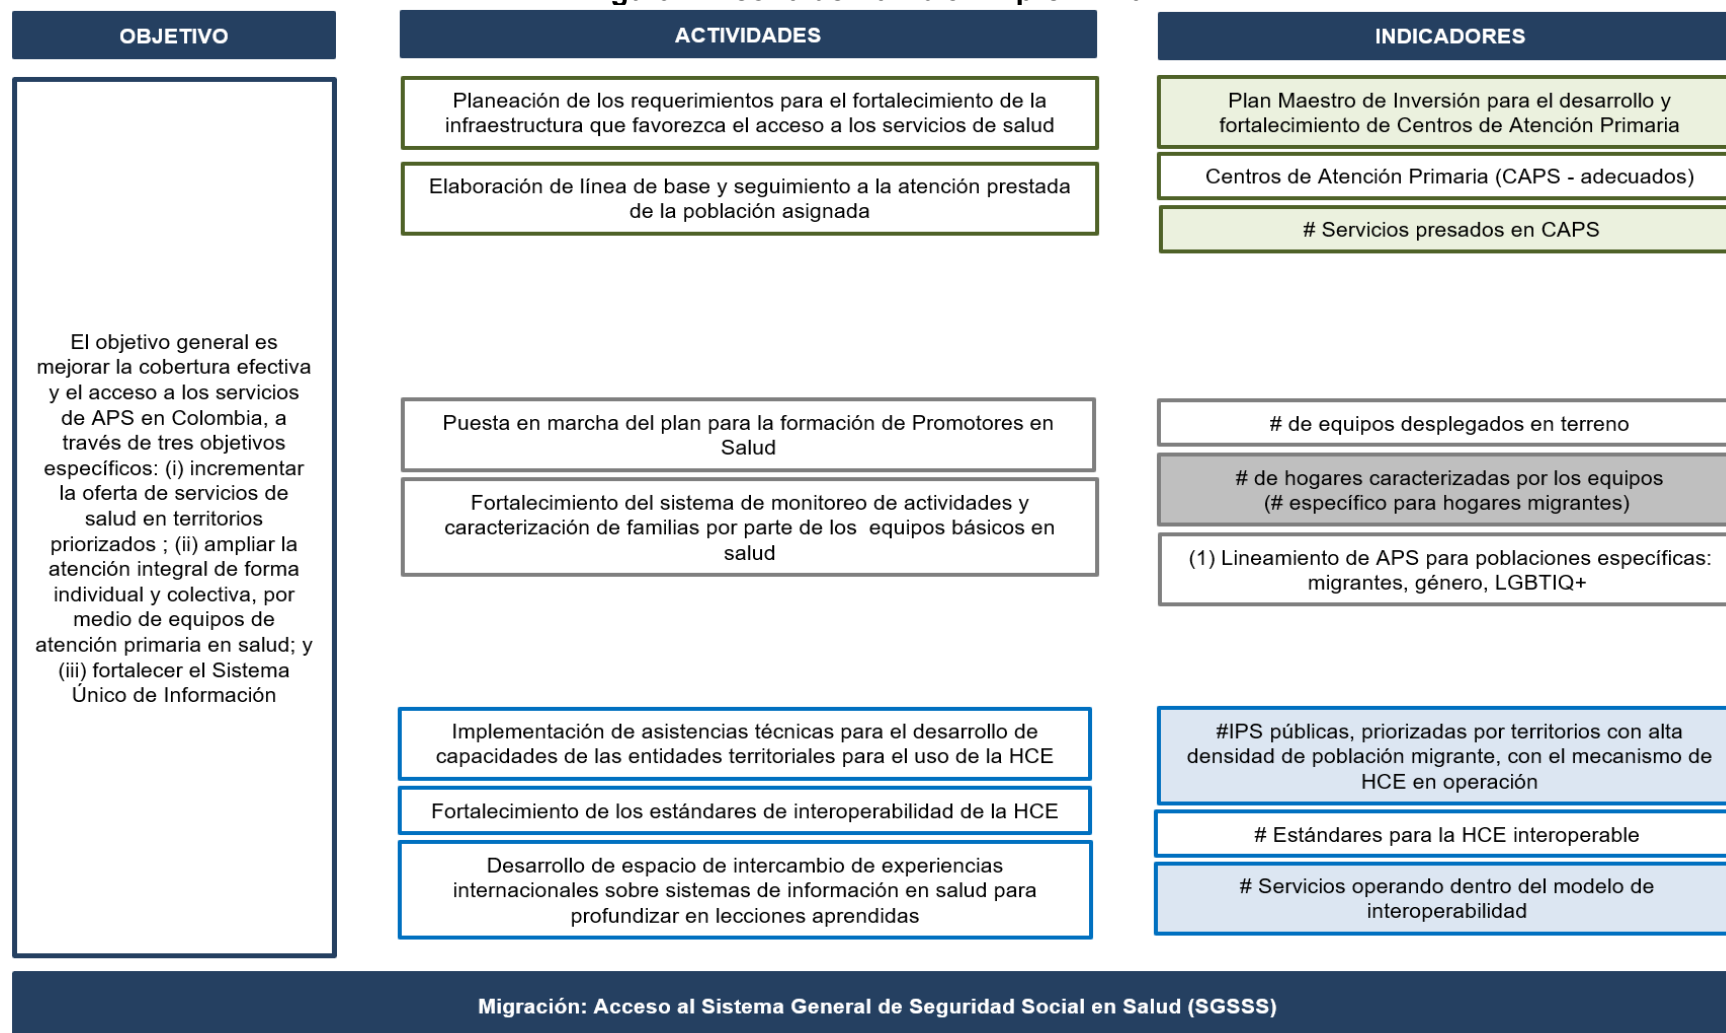 OBJETIVO
ACTIVIDADES
INDICADORES
El objetivo general es
mejorar la cobertura efectiva
y el acceso a los servicios
de APS en Colombia, a
través de tres objetivos
específicos: (i) incrementar
la oferta de servicios de
salud en territorios
priorizados ; (ii) ampliar la
atención integral de forma
individual y colectiva, por
medio de equipos de
atención primaria en salud; y
(iii) fortalecer el Sistema
Único de Información
Planeación de los requerimientos para el fortalecimiento de la
infraestructura que favorezca el acceso a los servicios de salud
Elaboración de línea de base y seguimiento a la atención prestada
de la población asignada
Plan Maestro de Inversión para el desarrollo y
fortalecimiento de Centros de Atención Primaria
Centros de Atención Primaria (CAPS - adecuados)
# Servicios presados en CAPS
Puesta en marcha del plan para la formación de Promotores en
Salud
Fortalecimiento del sistema de monitoreo de actividades y
caracterización de familias por parte de los equipos básicos en
salud
# de equipos desplegados en terreno
# de hogares caracterizadas por los equipos
(# específico para hogares migrantes)
(1) Lineamiento de APS para poblaciones específicas:
migrantes, género, LGBTIQ+
Implementación de asistencias técnicas para el desarrollo de
capacidades de las entidades territoriales para el uso de la HCE
Fortalecimiento de los estándares de interoperabilidad de la HCE
Desarrollo de espacio de intercambio de experiencias
internacionales sobre sistemas de información en salud para
profundizar en lecciones aprendidas
#IPS públicas, priorizadas por territorios con alta
densidad de población migrante, con el mecanismo de
HCE en operación
# Estándares para la HCE interoperable
# Servicios operando dentro del modelo de
interoperabilidad
Migración: Acceso al Sistema General de Seguridad Social en Salud (SGSSS)